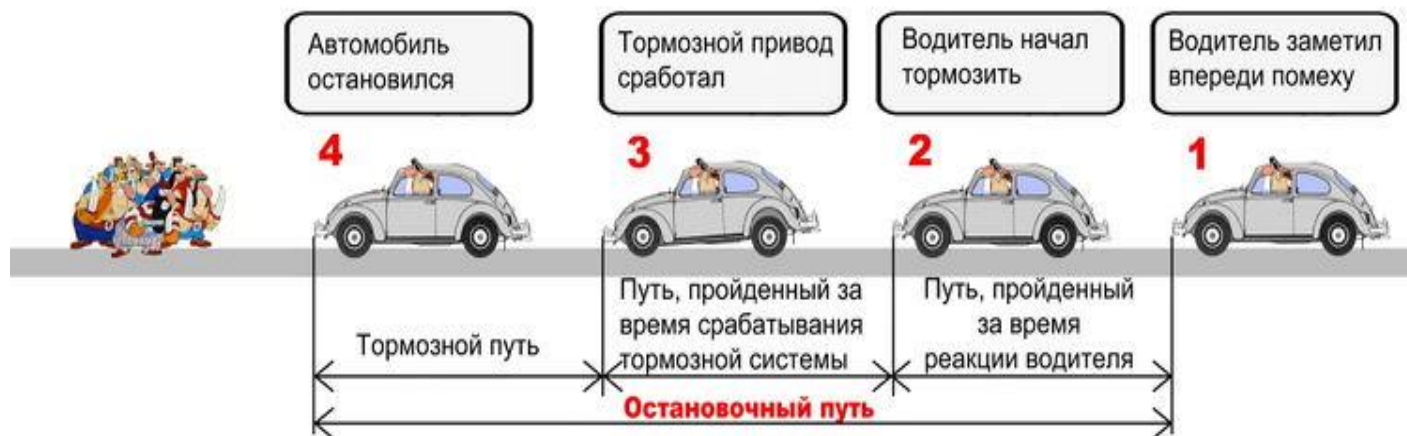 Автомобиль
остановился
Тормозной привод
сработал
Водитель начал
тормозить
Водитель заметил
впереди помеху
4
3
2
1
Тормозной путь
Путь, пройденный за
время срабатывания
тормозной системы
Путь, пройденный
за время
реакции водителя
Остановочный путь